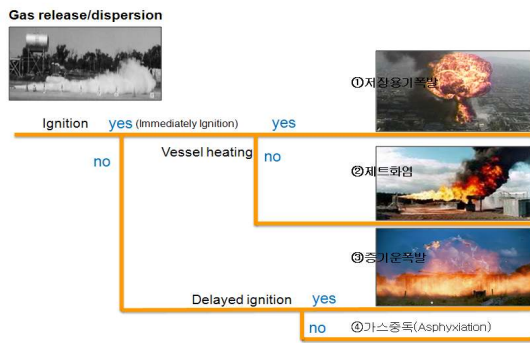 Gas release/dispersion
①저장용기폭발
Ignition yes (Immediately Ignition) yes
no Vessel heating no
②제트화염
③증기운폭발
Delayed ignition yes
no ④가스중독(Asphyxiation)